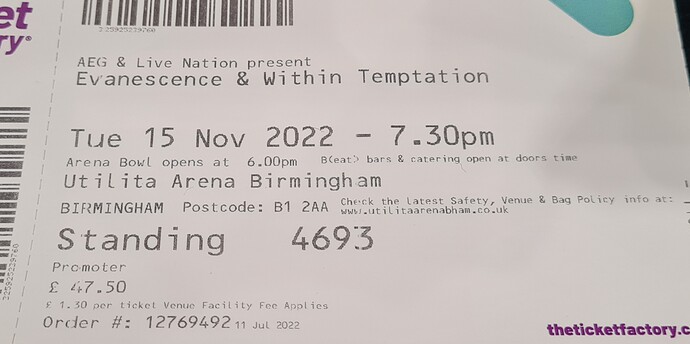 et
ry®
225925229760
AEG & Live Nation present
Evanescence & Within Temptation
Tue 15 Nov 2022 - 7.30pm
Arena Bowl opens at 6.00pm B(eat) bars & catering open at doors time
Utilita Arena Birmingham
BIRMINGHAM Postcode: B1 2AA Check the latest Safety, Venue & Bag Policy info at:
www.utilitaarenabham.co.uk
Standing 4693
Promoter
£ 47.50
£ 1.30 per ticket Venue Facility Fee Applies
Order #: 12769492 11 Jul 2022
theticketfactory.c